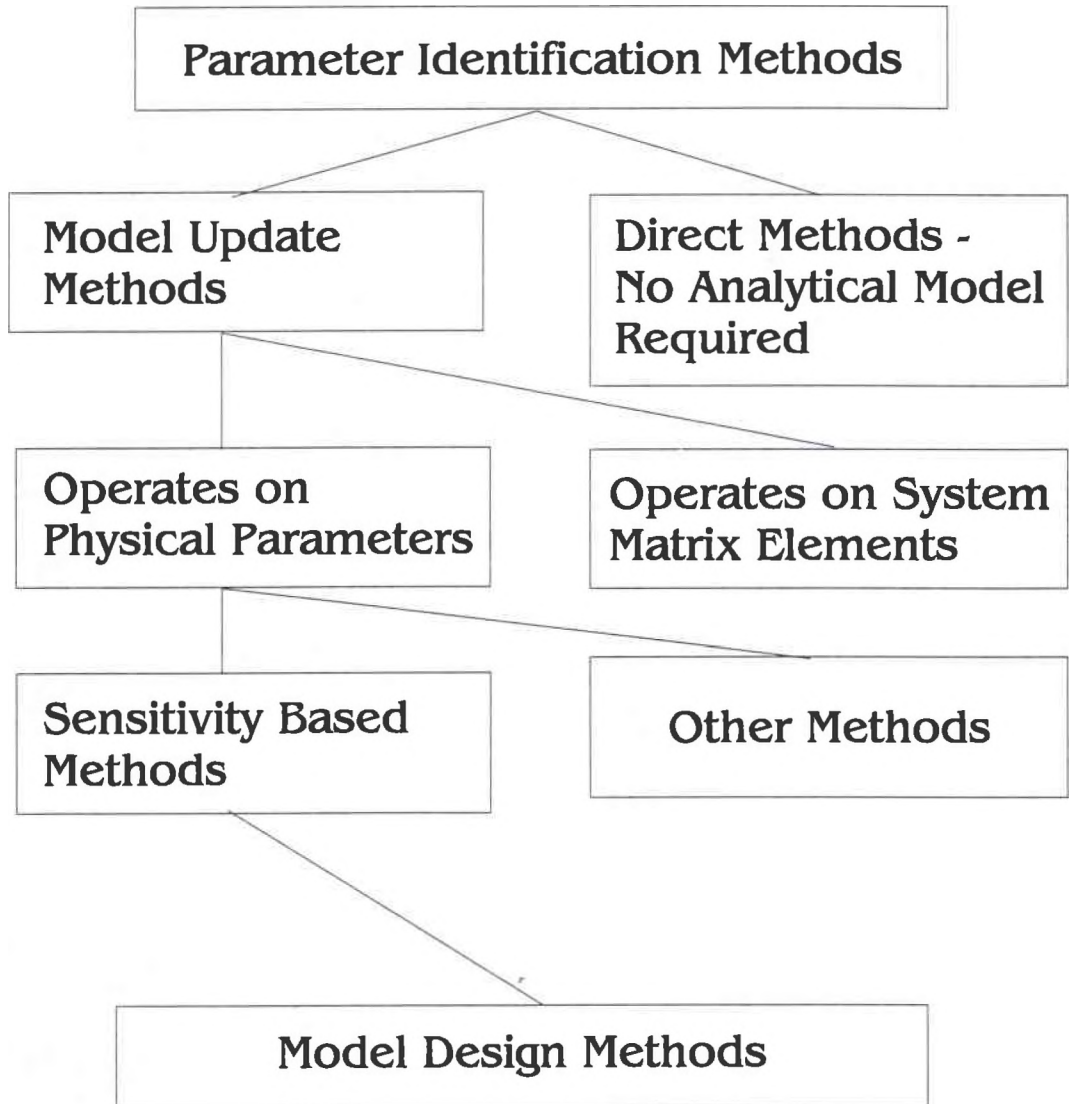 Parameter Identification Methods
Model Update
Methods
Direct Methods -
No Analytical Model
Required
Operates on
Physical Parameters
Operates on System
Matrix Elements
Sensitivity Based
Methods
Other Methods
Model Design Methods